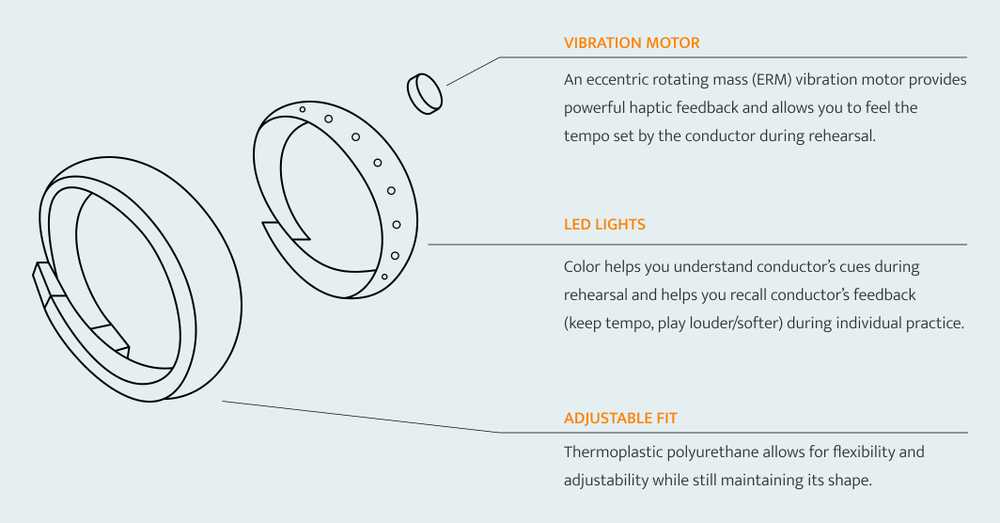 VIBRATION MOTOR
An eccentric rotating mass (ERM) vibration motor provides
powerful haptic feedback and allows you to feel the
tempo set by the conductor during rehearsal.
LED LIGHTS
Color helps you understand conductor’s cues during
rehearsal and helps you recall conductor’s feedback
(keep tempo, play louder/softer) during individual practice.
ADJUSTABLE FIT
Thermoplastic polyurethane allows for flexibility and
adjustability while still maintaining its shape.